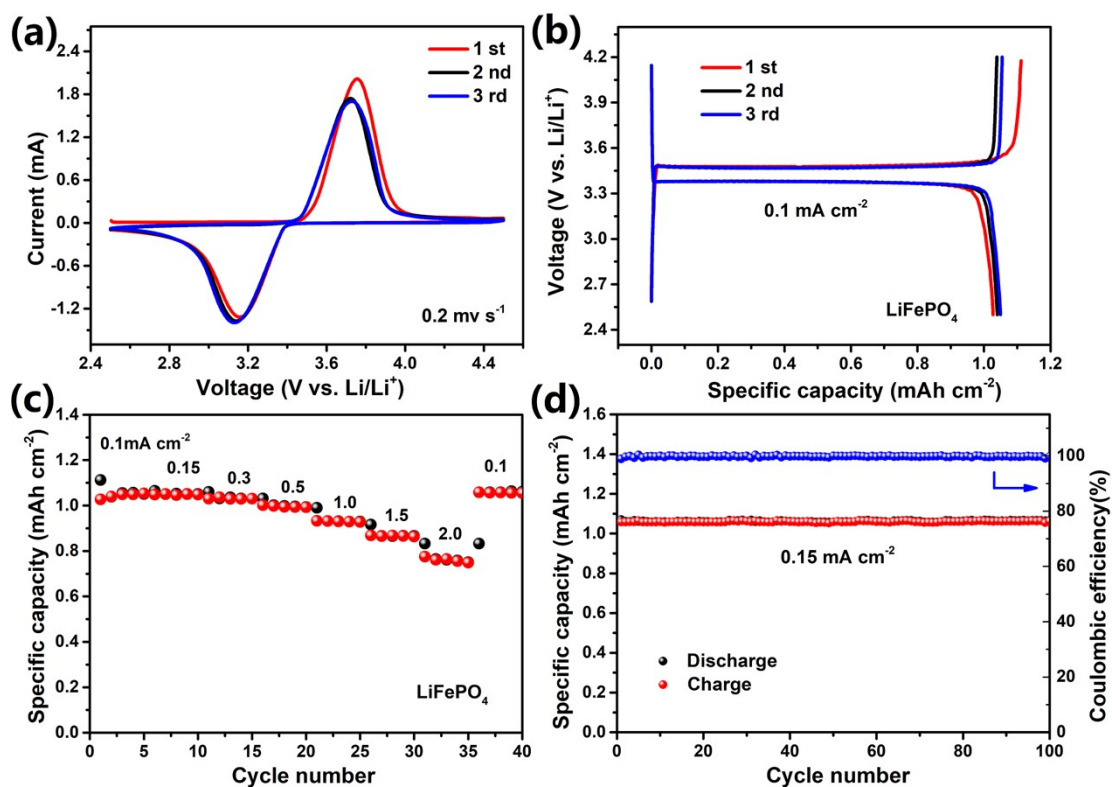 (a)
2.4
1.8
1.2
0.6
0.0
-0.6
-1.2
Current (mA)
1 st
2 nd
3 rd
0.2 mv s⁻¹
2.4 3.0 3.6 4.0 4.4
Voltage (V vs. Li/Li⁺)
(b)
4.2
3.9
3.6
3.3
3.0
2.7
2.4
Voltage (V vs. Li/Li⁺)
1 st
2 nd
3 rd
0.1 mA cm⁻²
LiFePO₄
0.0 0.2 0.4 0.6 0.8 1.0 1.2
Specific capacity (mAh cm⁻²)
(c)
1.4
1.2
1.0
0.8
0.6
0.4
0.2
0.0
Specific capacity (mAh cm⁻²)
0.1mA cm⁻²
0.15
0.3
0.5
1.0
1.5
2.0
0.1
LiFePO₄
0 5 10 15 20 25 30 35 40
Cycle number
(d)
1.6
1.4
1.2
1.0
0.8
0.6
0.4
0.2
0.0
Specific capacity (mAh cm⁻²)
0.15 mA cm⁻²
Discharge
Charge
100
75
50
25
0
Coulombic efficiency(%)
0 20 40 60 80 100
Cycle number